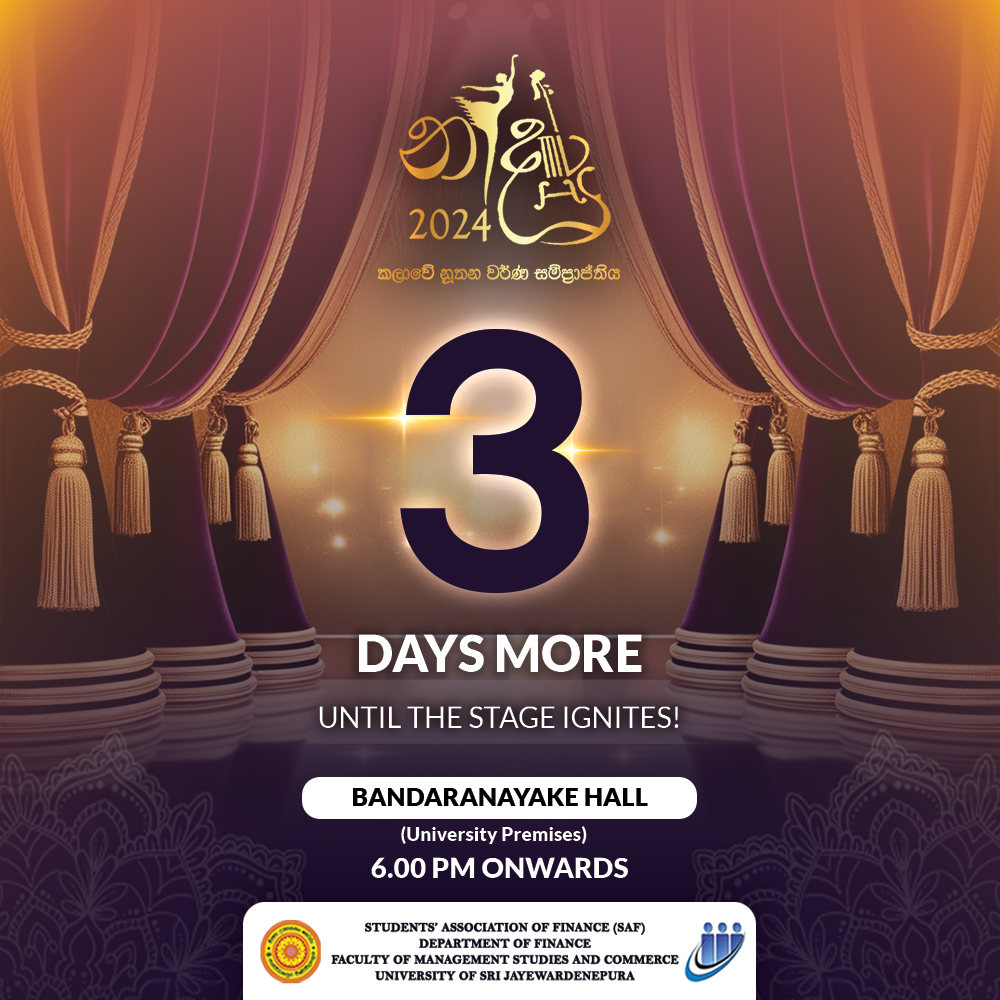 2024
කලාවේ නූතන වර්ණ සම්ප්‍රාප්තිය
3
DAYS MORE
UNTIL THE STAGE IGNITES!
BANDARANAYAKE HALL
(University Premises)
6.00 PM ONWARDS
STUDENTS' ASSOCIATION OF FINANCE (SAF)
DEPARTMENT OF FINANCE
FACULTY OF MANAGEMENT STUDIES AND COMMERCE
UNIVERSITY OF SRI JAYEWARDENEPURA